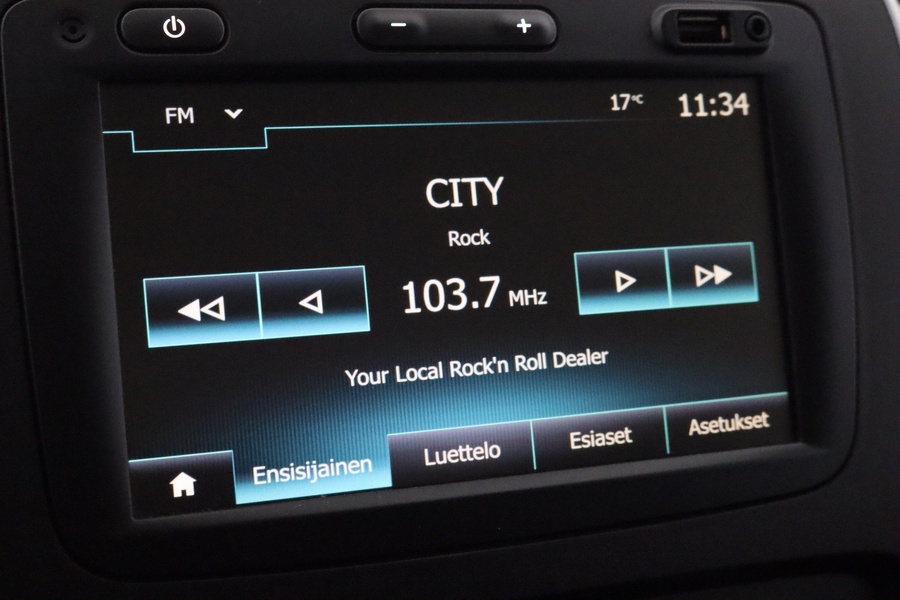 − +
FM 17°C 11:34
CITY
Rock
103.7 MHz
Your Local Rock'n Roll Dealer
Ensisijainen Luettelo Esiaset Asetukset